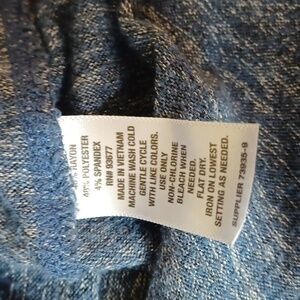 RAYON
POLYESTER
4% SPANDEX
RN# 93677
MADE IN VIETNAM
MACHINE WASH COLD
GENTLE CYCLE
WITH LIKE COLORS.
USE ONLY
NON-CHLORINE
BLEACH WHEN
NEEDED.
FLAT DRY.
IRON ON LOWEST
SETTING AS NEEDED.
SUPPLIER 73935-9